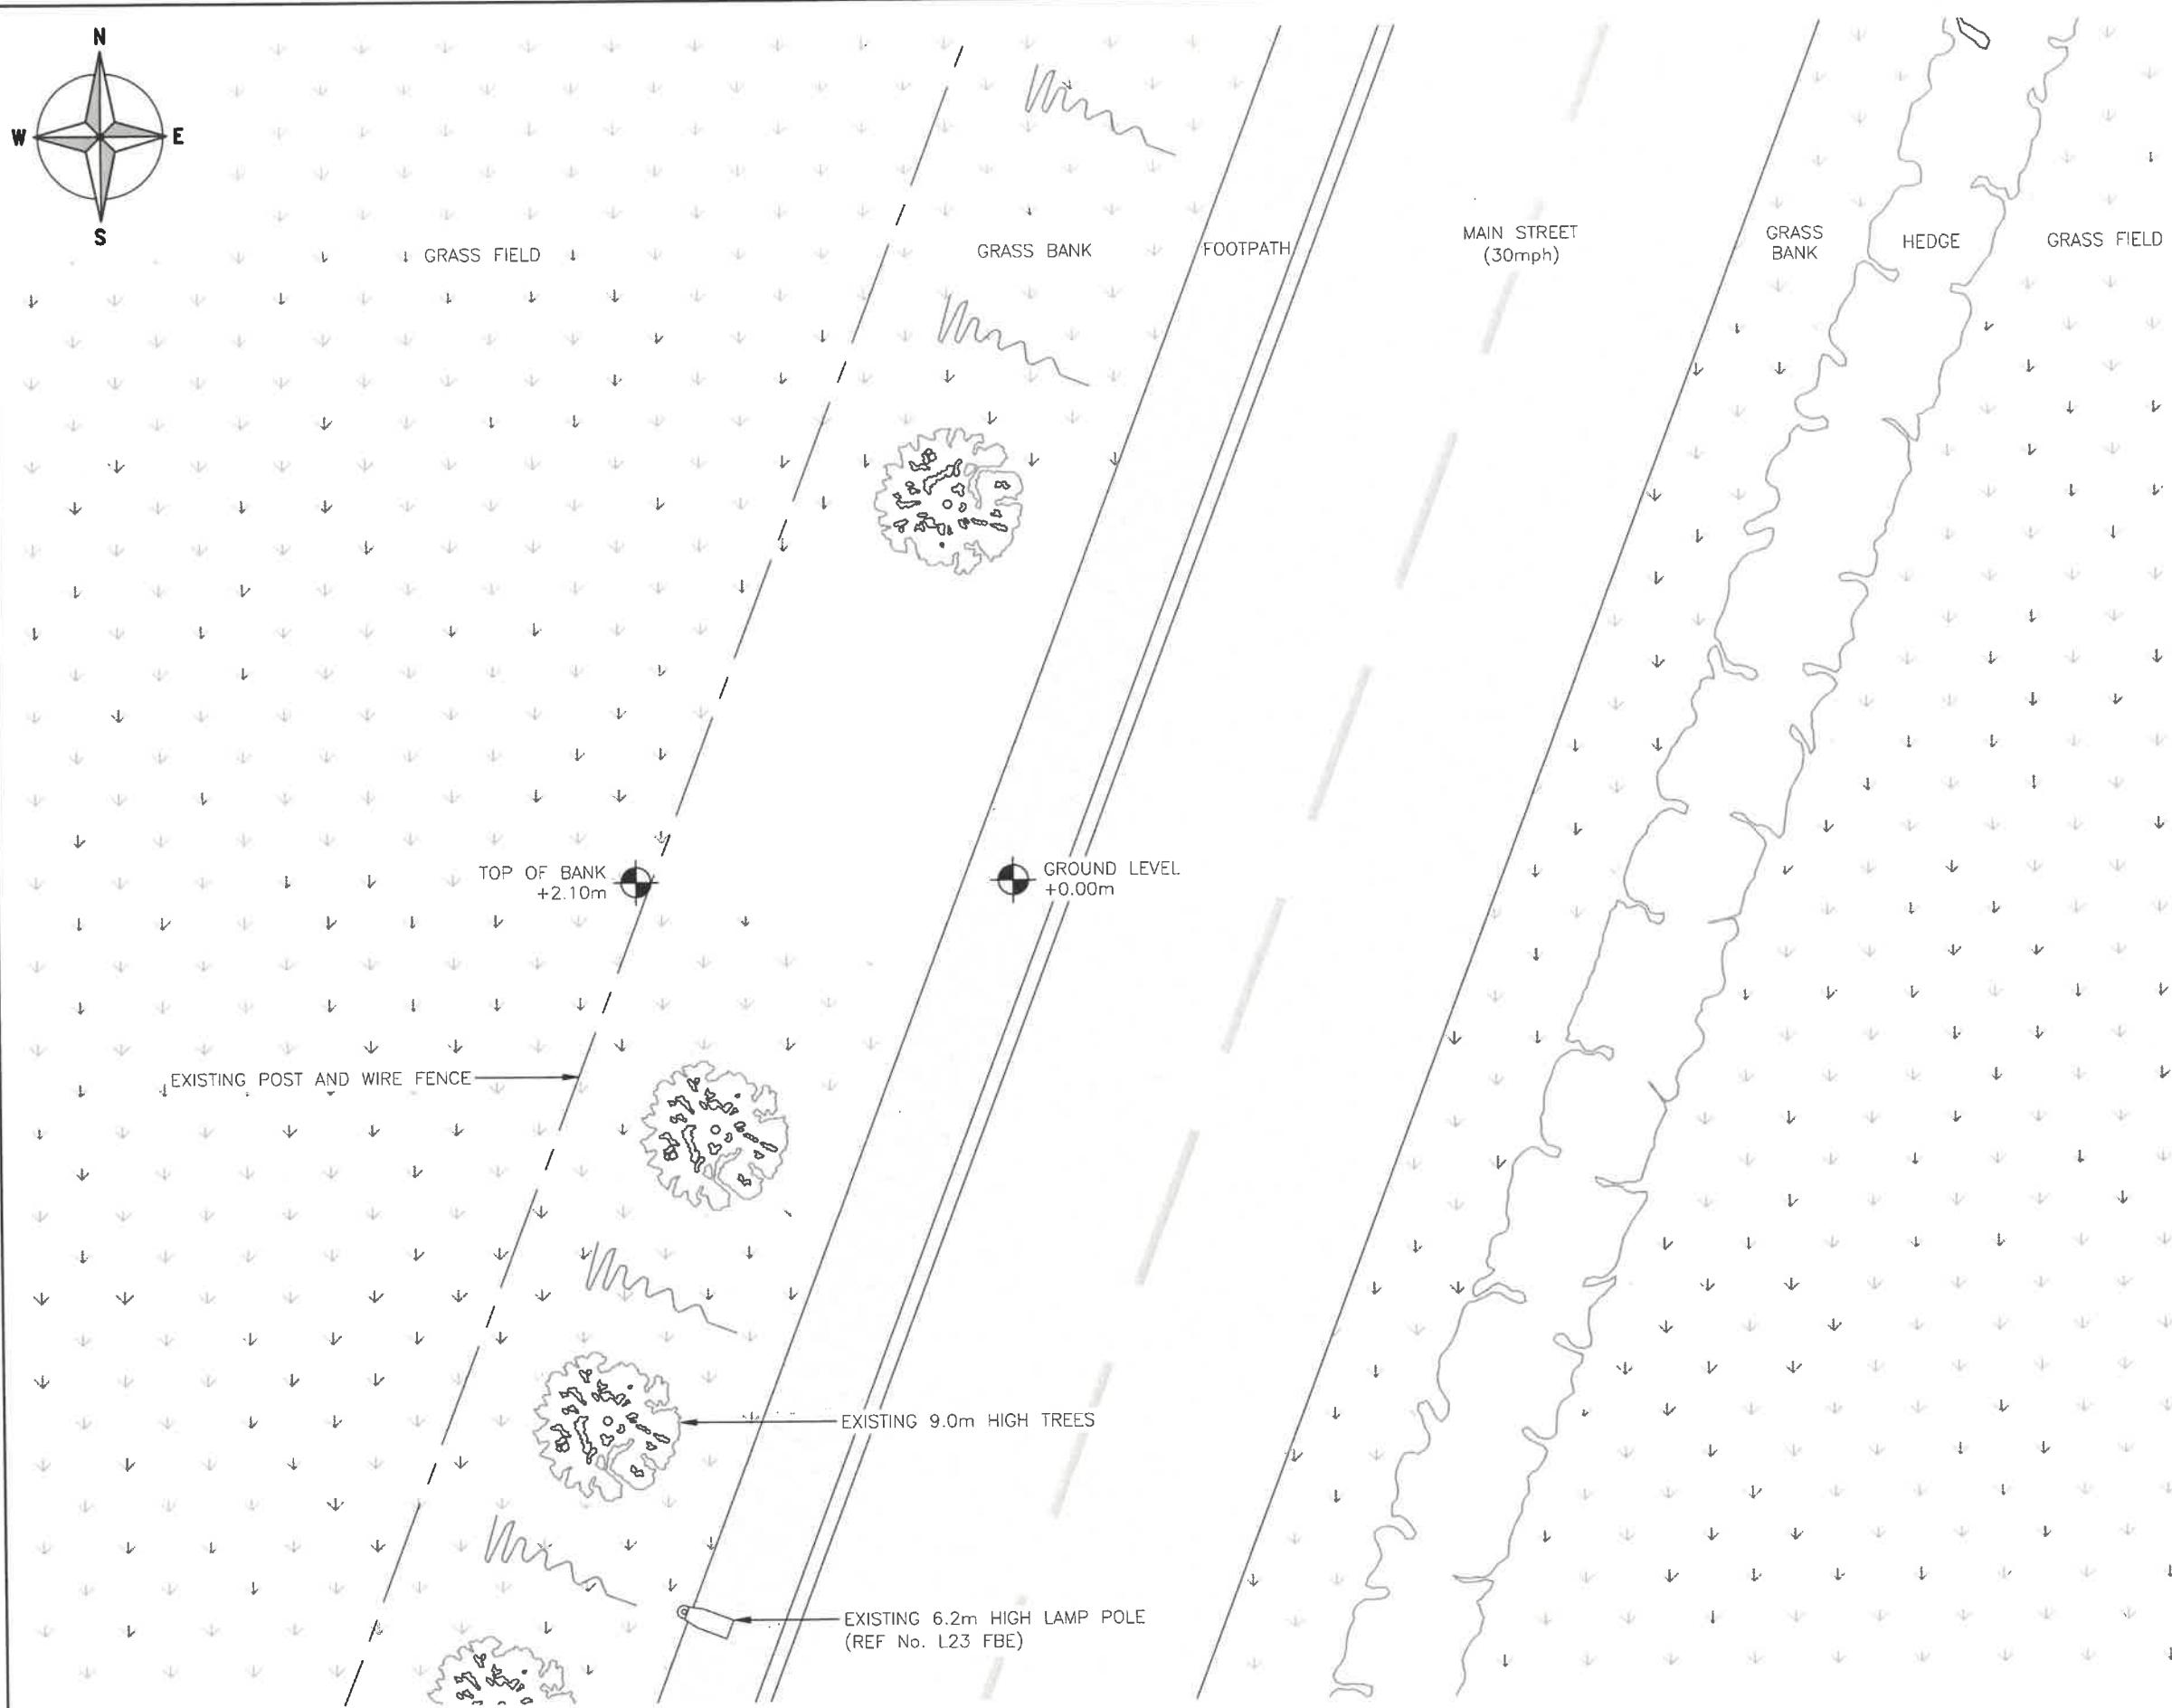 N
W E
S
GRASS FIELD
GRASS BANK
FOOTPATH
MAIN STREET
(30mph)
GRASS
BANK
HEDGE
GRASS FIELD
TOP OF BANK
+2.10m
GROUND LEVEL
+0.00m
EXISTING POST AND WIRE FENCE
EXISTING 9.0m HIGH TREES
EXISTING 6.2m HIGH LAMP POLE
(REF No. L23 FBE)